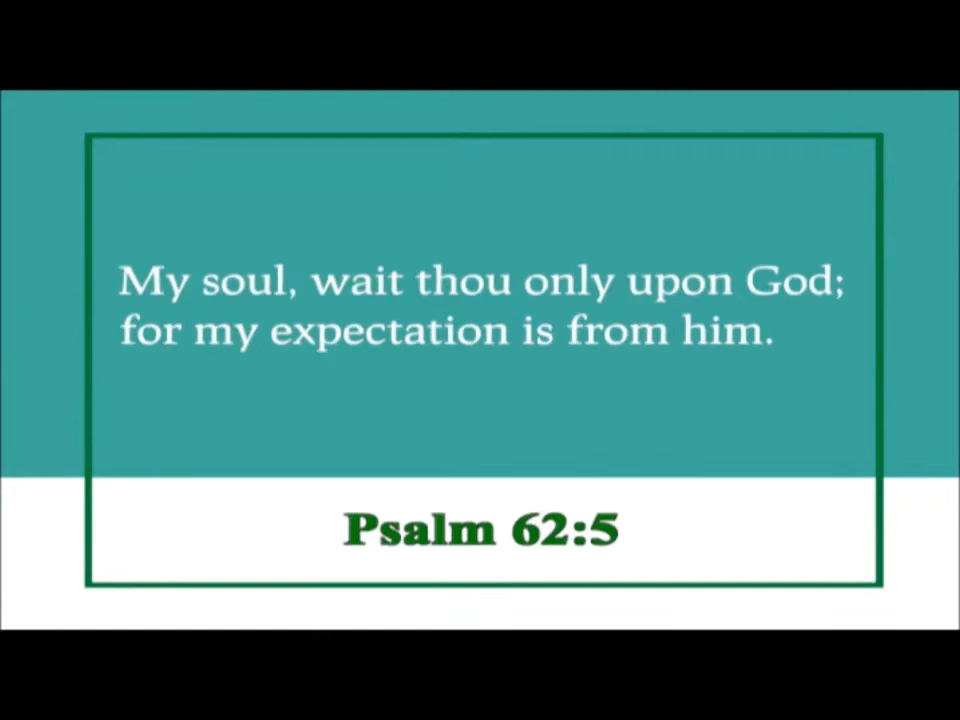 My soul, wait thou only upon God;
for my expectation is from him.
Psalm 62:5